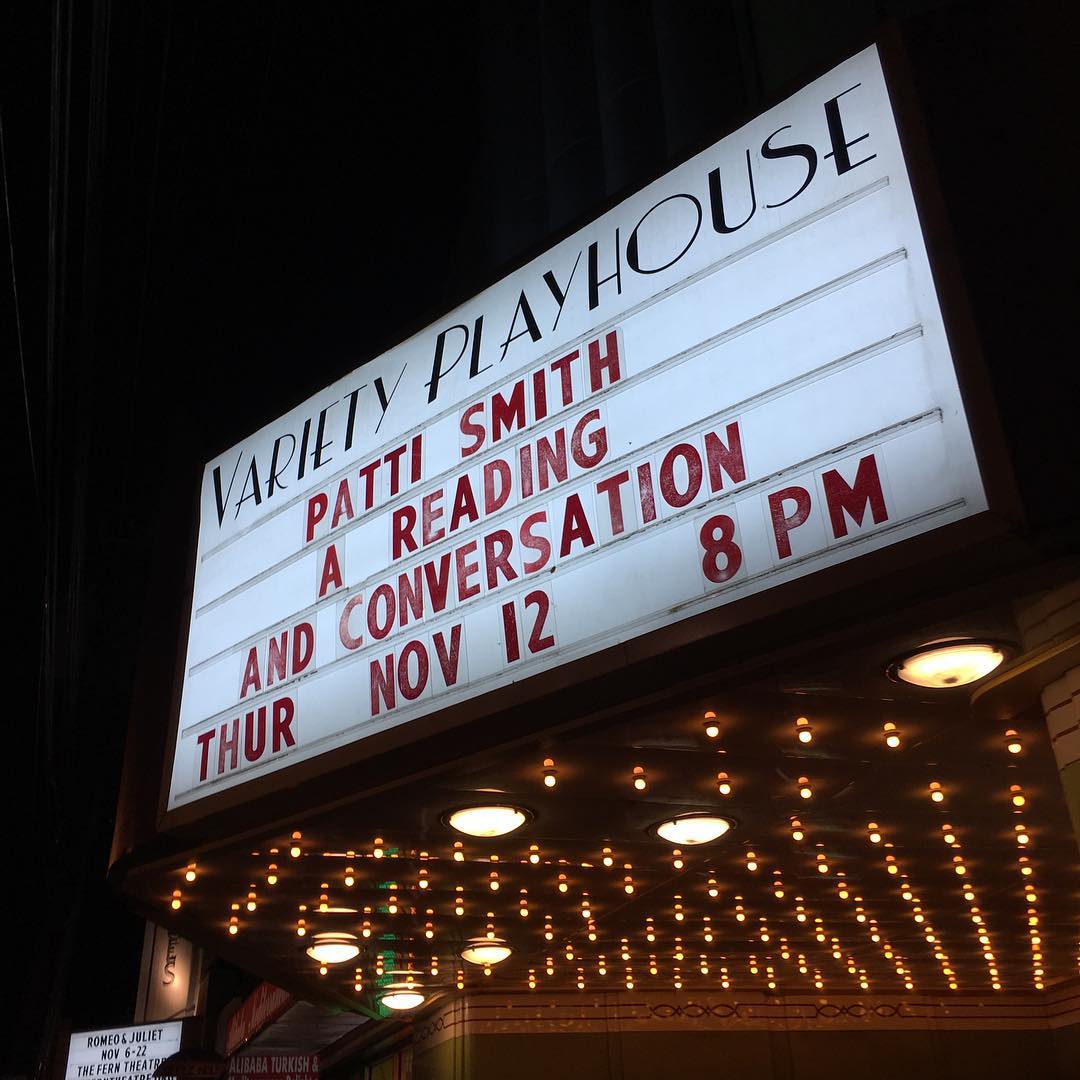 VARIETY PLAYHOUSE
PATTI SMITH
A READING
AND CONVERSATION
THUR NOV 12 8 PM
ROMEO & JULIET
NOV 6-22
THE FERN THEATRE
ALIBABA TURKISH &